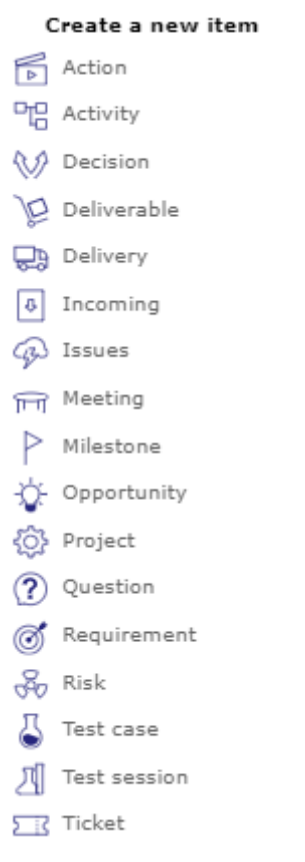 Create a new item
Action
Activity
Decision
Deliverable
Delivery
Incoming
Issues
Meeting
Milestone
Opportunity
Project
Question
Requirement
Risk
Test case
Test session
Ticket